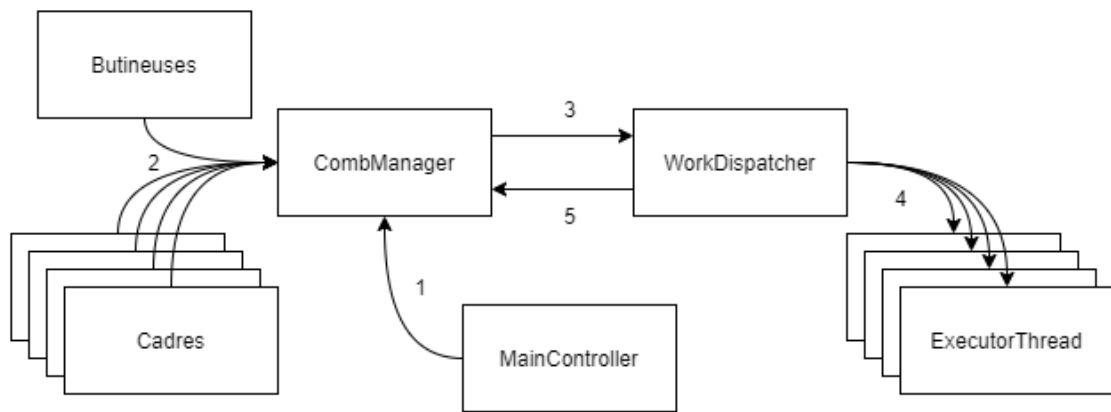 Butineuses
3
2
CombManager
WorkDispatcher
5
4
1
Cadres
MainController
ExecutorThread